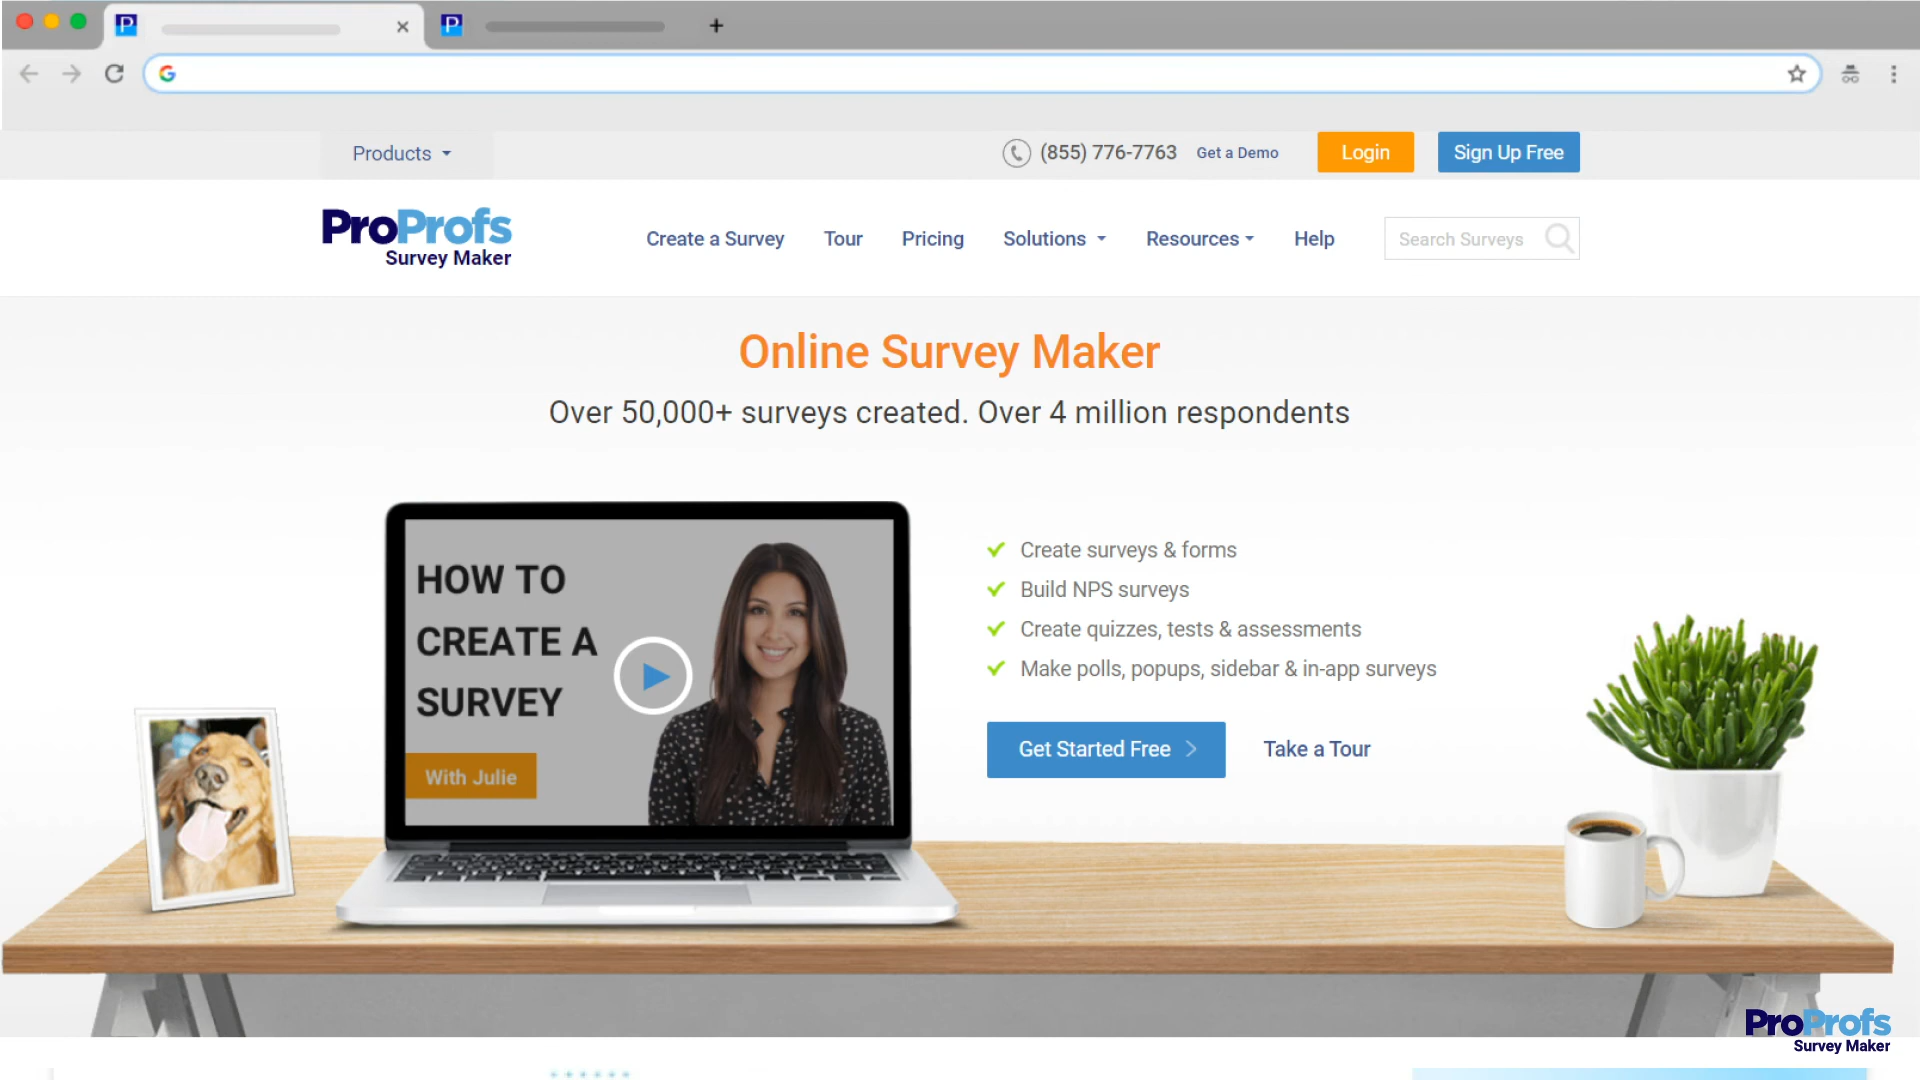 P
P
Products
(855) 776-7763
Get a Demo
Login
Sign Up Free
ProProfs
Survey Maker
Create a Survey
Tour
Pricing
Solutions
Resources
Help
Search Surveys
Online Survey Maker
Over 50,000+ surveys created. Over 4 million respondents
HOW TO
CREATE A
SURVEY
With Julie
Create surveys & forms
Build NPS surveys
Create quizzes, tests & assessments
Make polls, popups, sidebar & in-app surveys
Get Started Free
Take a Tour
ProProfs
Survey Maker